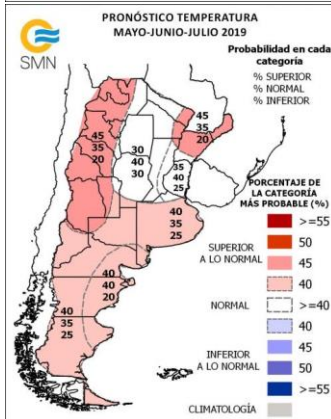 PRONÓSTICO TEMPERATURA
MAYO-JUNIO-JULIO 2019
SMN
Probabilidad en cada
categoría
% SUPERIOR
% NORMAL
% INFERIOR
45
35
20
45
35
20
30
40
30
35
40
25
40
35
25
40
40
20
40
35
25
PORCENTAJE DE
LA CATEGORÍA
MÁS PROBABLE (%)
>=55
50
SUPERIOR
A LO NORMAL
45
40
NORMAL
>=40
40
INFERIOR
A LO NORMAL
45
50
>=55
CLIMATOLOGÍA